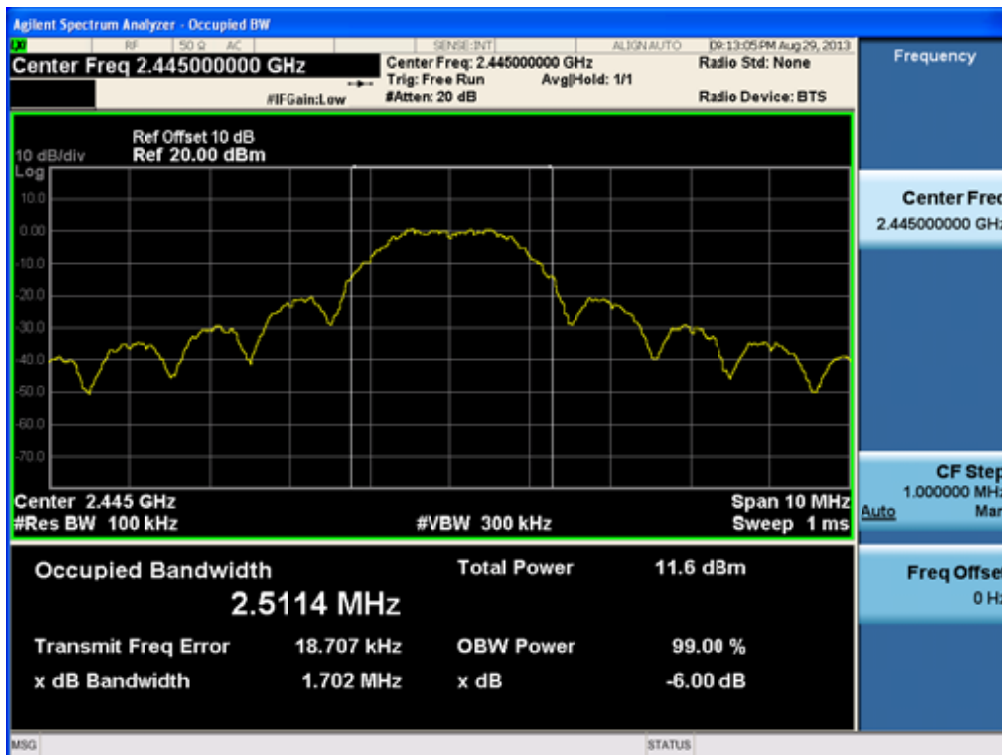 Agilent Spectrum Analyzer - Occupied BW
LXI RF 50 Ω AC SENSE:INT ALIGN AUTO 09:13:05 PM Aug 29, 2013
Center Freq 2.445000000 GHz
Center Freq: 2.445000000 GHz Radio Std: None
Trig: Free Run Avg|Hold: 1/1
#IFGain:Low #Atten: 20 dB Radio Device: BTS
Frequency
Ref Offset 10 dB
10 dB/div Ref 20.00 dBm
Log
10.0
0.00
-10.0
-20.0
-30.0
-40.0
-50.0
-60.0
-70.0
Center 2.445 GHz Span 10 MHz
#Res BW 100 kHz #VBW 300 kHz Sweep 1 ms
Center Freq
2.445000000 GHz
CF Step
1.000000 MHz
Auto Man
Freq Offset
0 Hz
Occupied Bandwidth Total Power 11.6 dBm
2.5114 MHz
Transmit Freq Error 18.707 kHz OBW Power 99.00 %
x dB Bandwidth 1.702 MHz x dB -6.00 dB
MSG STATUS